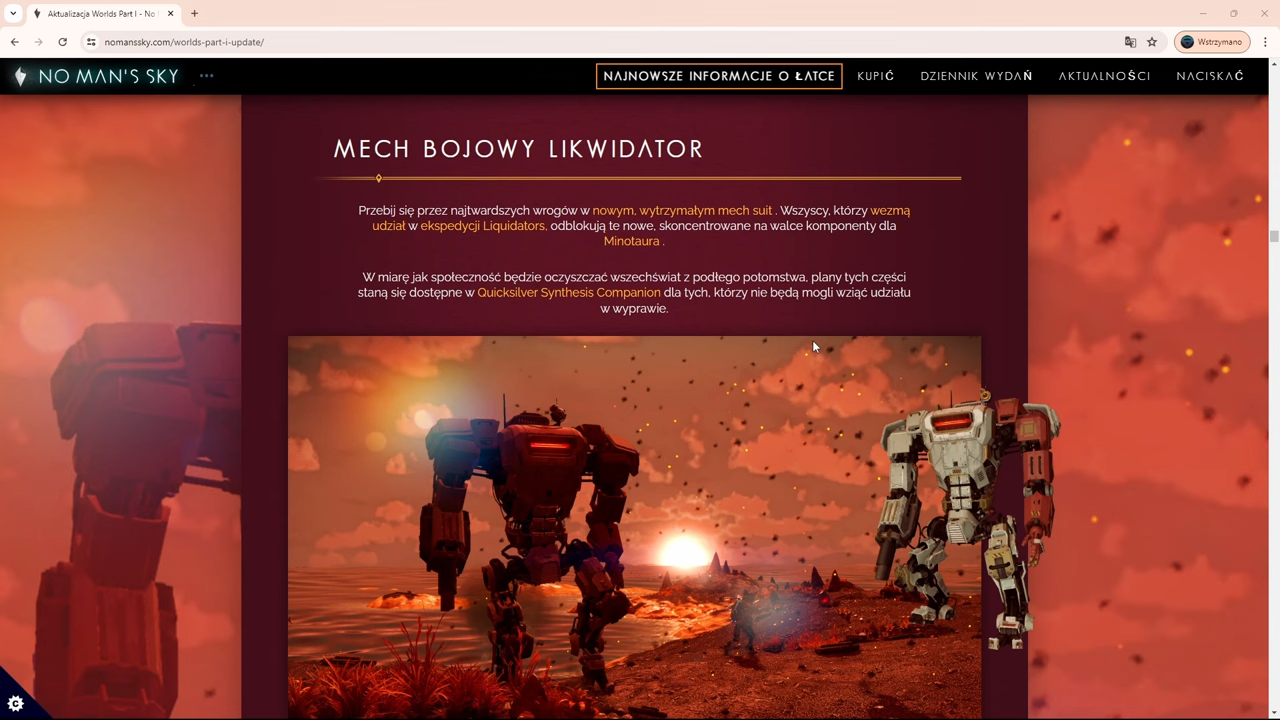 Aktualizacja Worlds Part I - No
nomanssky.com/worlds-part-i-update/
Wstrzymano
NO MAN'S SKY
NAJNOWSZE INFORMACJE O ŁATCE
KUPIĆ
DZIENNIK WYDAŃ
AKTUALNOŚCI
NACISKAĆ
MECH BOJOWY LIKWIDATOR
Przebij się przez najtwardszych wrogów w nowym, wytrzymałym mech suit . Wszyscy, którzy wezmą
udział w ekspedycji Liquidators, odblokują te nowe, skoncentrowane na walce komponenty dla
Minotaura .
W miarę jak społeczność będzie oczyszczać wszechświat z podłego potomstwa, plany tych części
staną się dostępne w Quicksilver Synthesis Companion dla tych, którzy nie będą mogli wziąć udziału
w wyprawie.